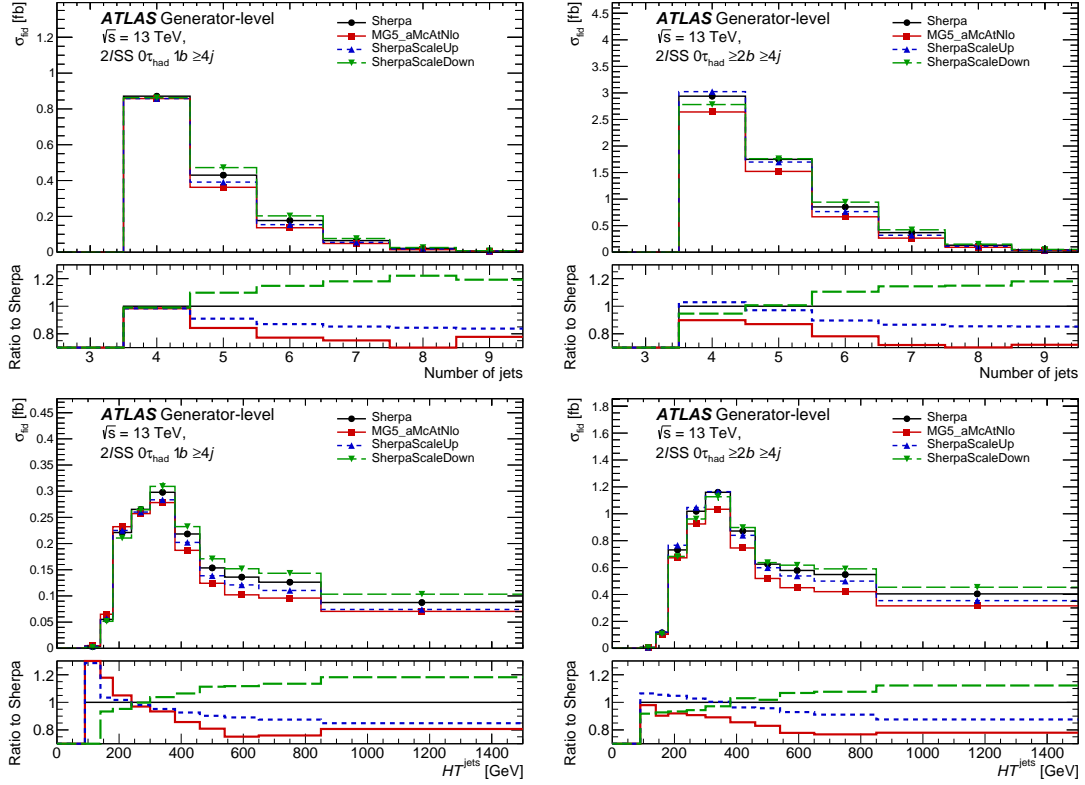 σfid [fb]
ATLAS Generator-level
√s = 13 TeV,
2lSS 0τhad 1b ≥4j
Sherpa
MG5_aMcAtNlo
SherpaScaleUp
SherpaScaleDown
1.4
1.2
1
0.8
0.6
0.4
0.2
0
Ratio to Sherpa
1.2
1.0
0.8
3 4 5 6 7 8 9
Number of jets
σfid [fb]
ATLAS Generator-level
√s = 13 TeV,
2lSS 0τhad ≥2b ≥4j
Sherpa
MG5_aMcAtNlo
SherpaScaleUp
SherpaScaleDown
4.5
4
3.5
3
2.5
2
1.5
1
0.5
0
Ratio to Sherpa
1.2
1.0
0.8
3 4 5 6 7 8 9
Number of jets
σfid [fb]
ATLAS Generator-level
√s = 13 TeV,
2lSS 0τhad 1b ≥4j
Sherpa
MG5_aMcAtNlo
SherpaScaleUp
SherpaScaleDown
0.45
0.4
0.35
0.3
0.25
0.2
0.15
0.1
0.05
0
Ratio to Sherpa
1.2
1.0
0.8
0 200 400 600 800 1000 1200 1400
HTjets [GeV]
σfid [fb]
ATLAS Generator-level
√s = 13 TeV,
2lSS 0τhad ≥2b ≥4j
Sherpa
MG5_aMcAtNlo
SherpaScaleUp
SherpaScaleDown
1.8
1.6
1.4
1.2
1
0.8
0.6
0.4
0.2
0
Ratio to Sherpa
1.2
1.0
0.8
0 200 400 600 800 1000 1200 1400
HTjets [GeV]